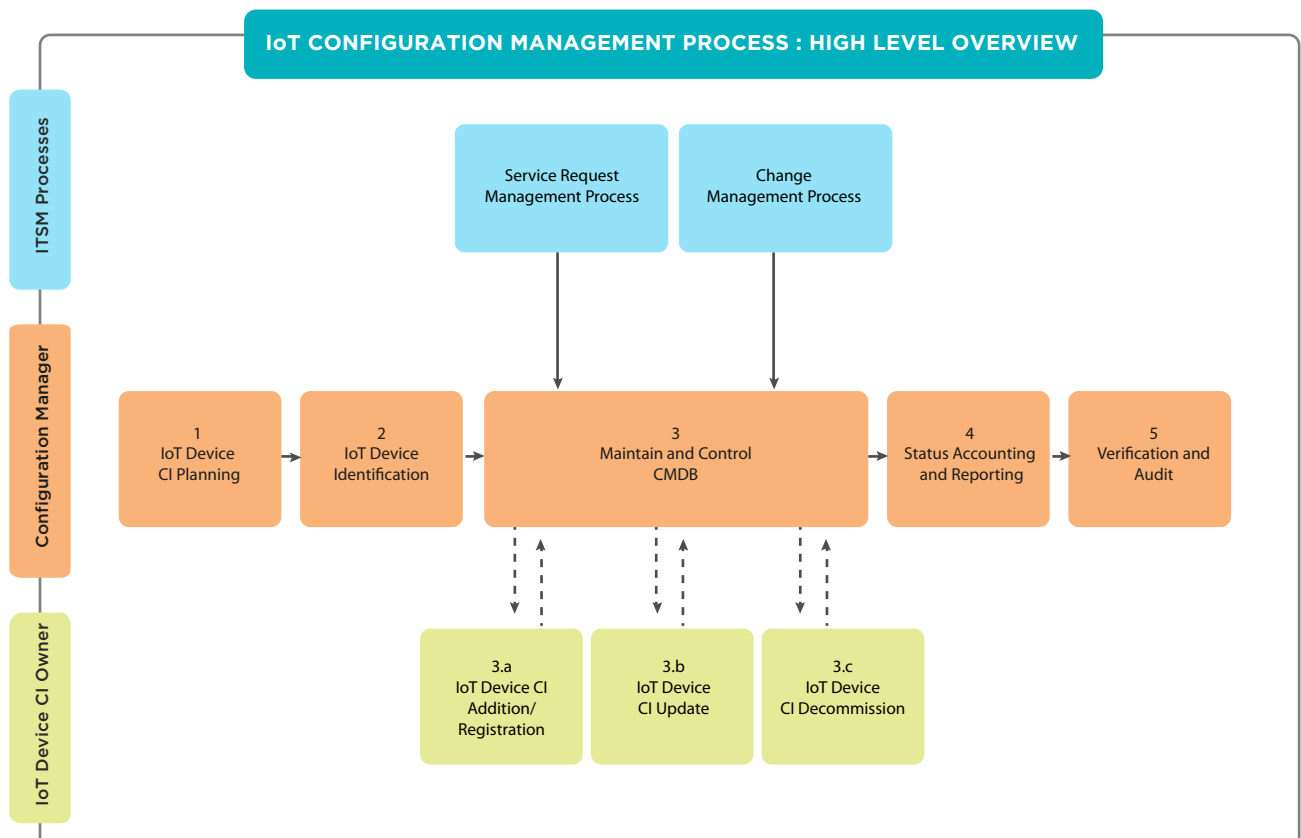 IoT CONFIGURATION MANAGEMENT PROCESS : HIGH LEVEL OVERVIEW
ITSM Processes
Service Request
Management Process
Change
Management Process
Configuration Manager
1
IoT Device
CI Planning
2
IoT Device
Identification
3
Maintain and Control
CMDB
4
Status Accounting
and Reporting
5
Verification and
Audit
IoT Device CI Owner
3.a
IoT Device CI
Addition/
Registration
3.b
IoT Device
CI Update
3.c
IoT Device
CI Decommission